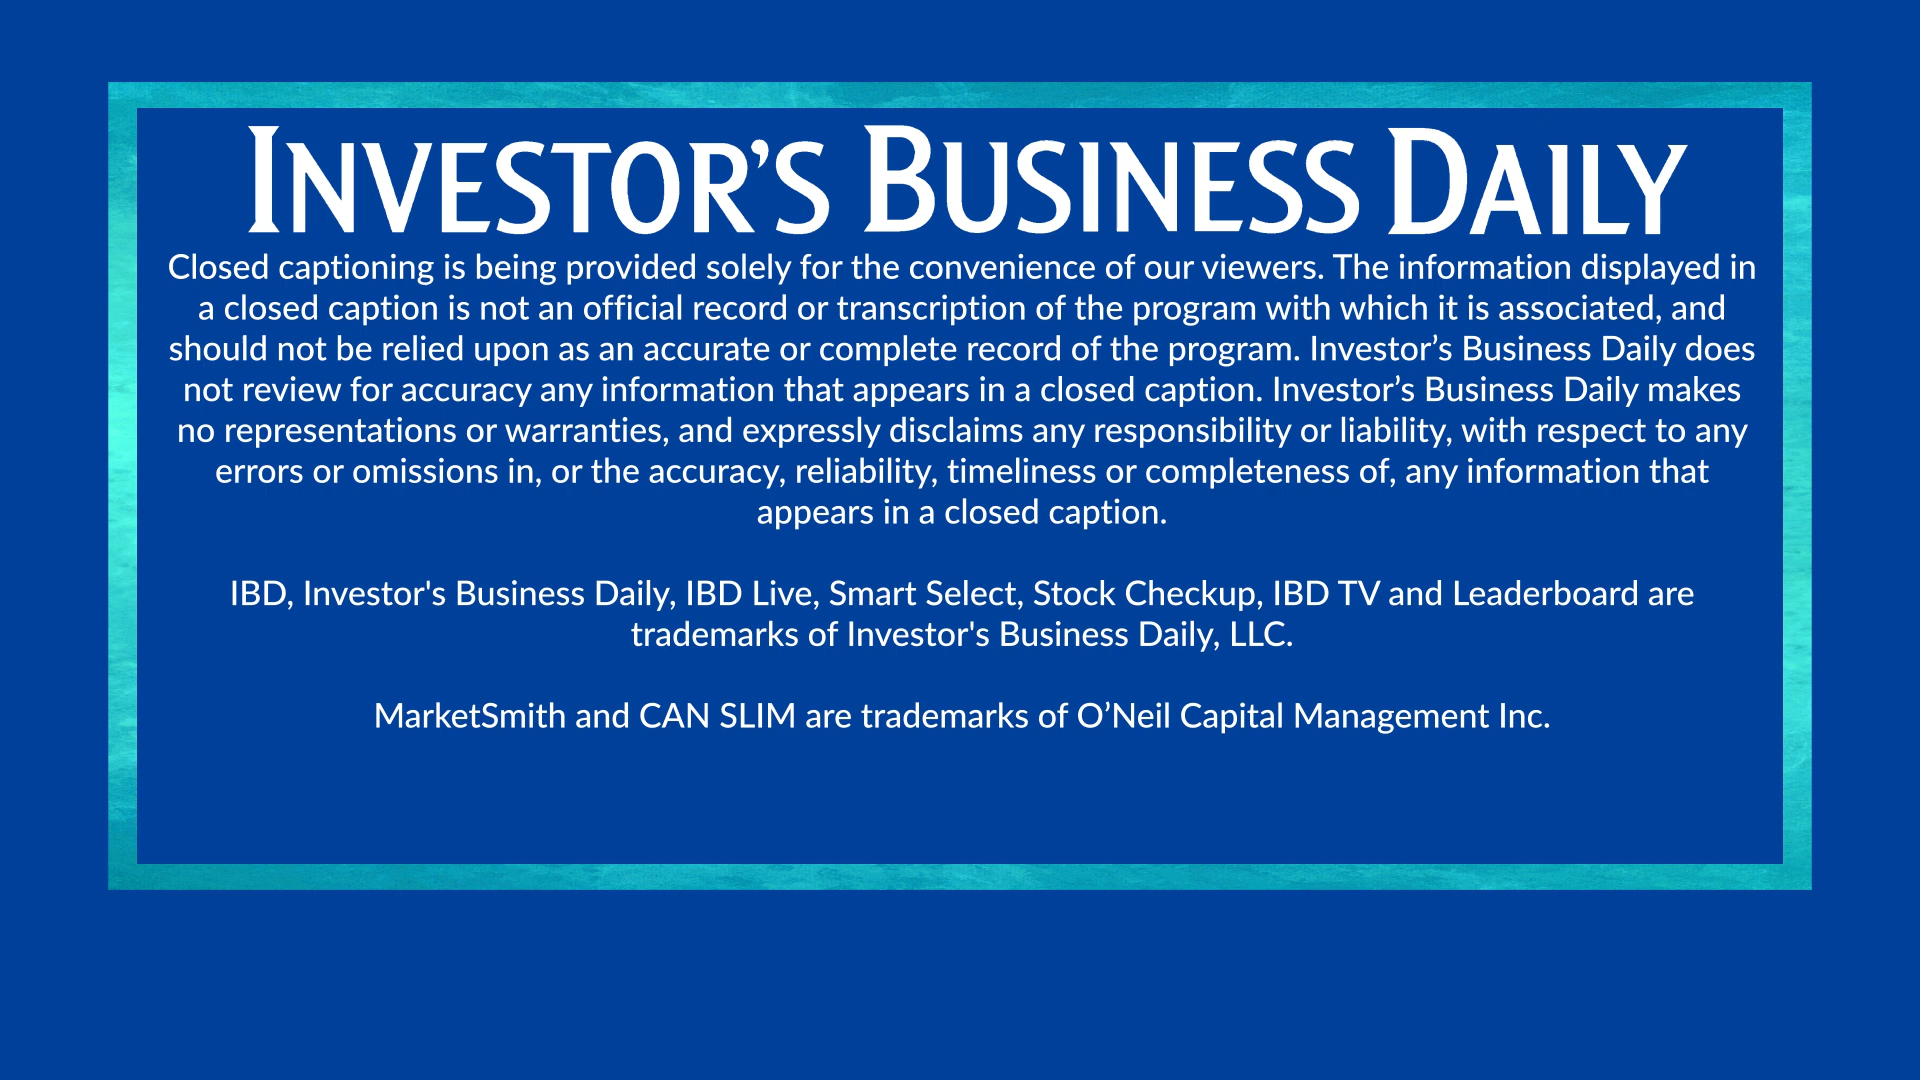 INVESTOR’S BUSINESS DAILY
Closed captioning is being provided solely for the convenience of our viewers. The information displayed in
a closed caption is not an official record or transcription of the program with which it is associated, and
should not be relied upon as an accurate or complete record of the program. Investor’s Business Daily does
not review for accuracy any information that appears in a closed caption. Investor’s Business Daily makes
no representations or warranties, and expressly disclaims any responsibility or liability, with respect to any
errors or omissions in, or the accuracy, reliability, timeliness or completeness of, any information that
appears in a closed caption.
IBD, Investor's Business Daily, IBD Live, Smart Select, Stock Checkup, IBD TV and Leaderboard are
trademarks of Investor's Business Daily, LLC.
MarketSmith and CAN SLIM are trademarks of O’Neil Capital Management Inc.